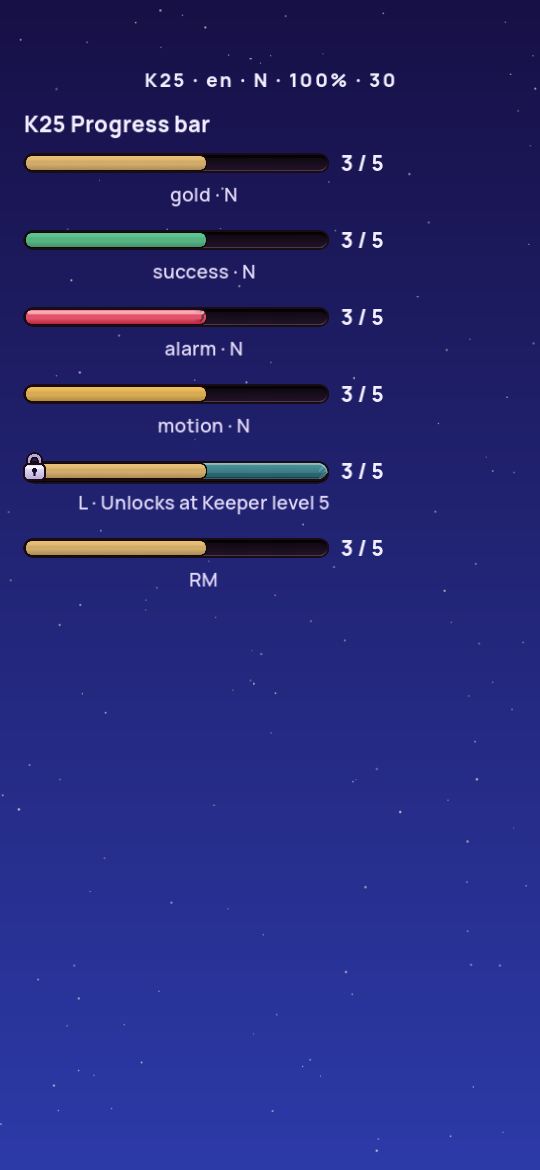 K25 · en · N · 100% · 30
K25 Progress bar
3 / 5
gold · N
3 / 5
success · N
3 / 5
alarm · N
3 / 5
motion · N
3 / 5
L · Unlocks at Keeper level 5
3 / 5
RM